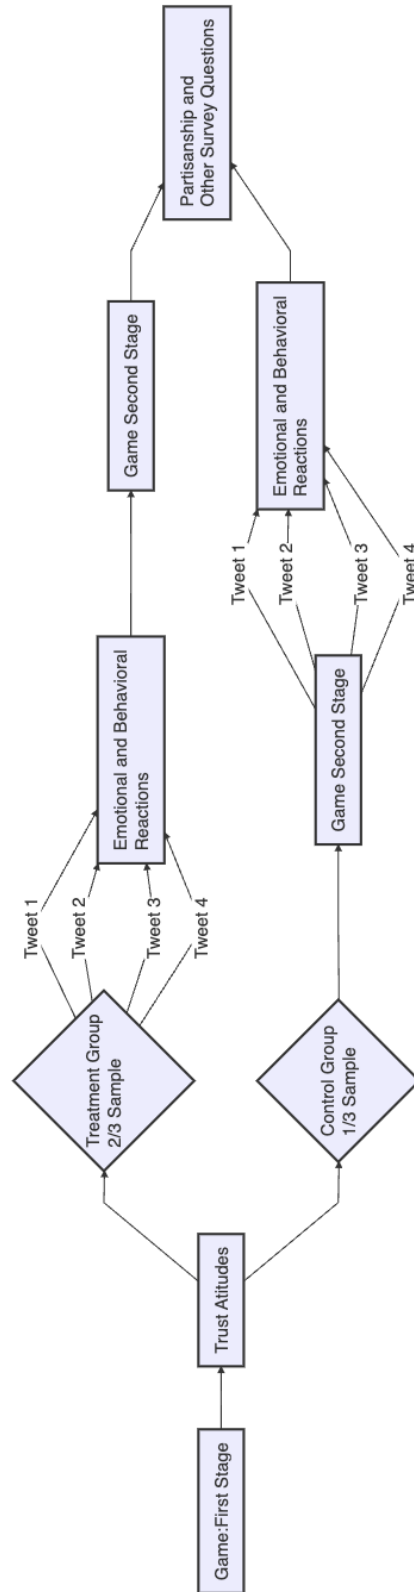 Game:First Stage
Trust Atitudes
Treatment Group
2/3 Sample
Tweet 1
Tweet 2
Tweet 3
Tweet 4
Emotional and Behavioral
Reactions
Game Second Stage
Control Group
1/3 Sample
Game Second Stage
Tweet 1
Tweet 2
Tweet 3
Tweet 4
Emotional and Behavioral
Reactions
Partisanship and
Other Survey Questions